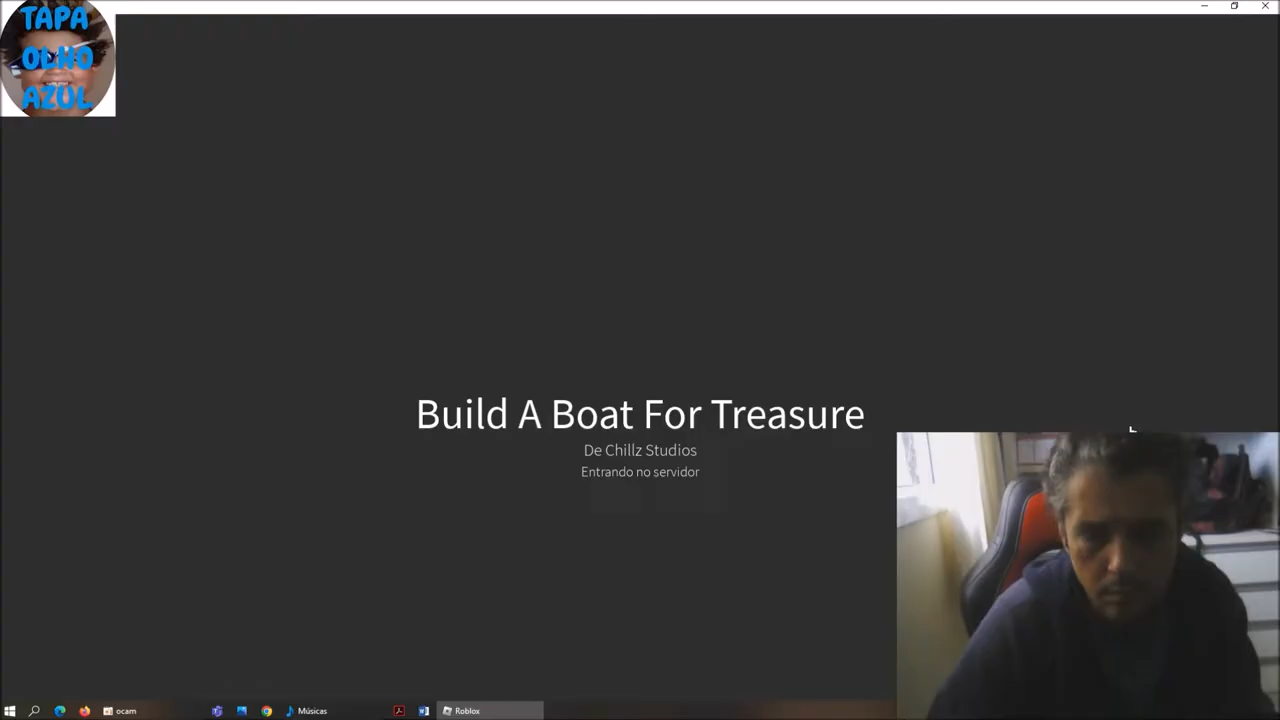 TAPA
OLHO
AZUL
Build A Boat For Treasure
De Chillz Studios
Entrando no servidor
ocam
Músicas
Roblox